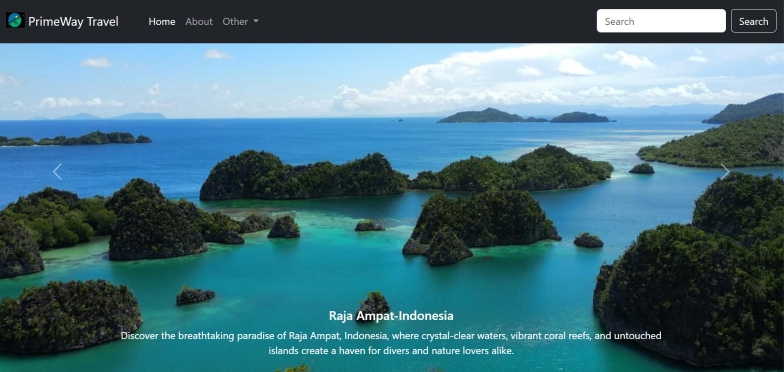 PrimeWay Travel
Home
About
Other
Search
Search
Raja Ampat-Indonesia
Discover the breathtaking paradise of Raja Ampat, Indonesia, where crystal-clear waters, vibrant coral reefs, and untouched
islands create a haven for divers and nature lovers alike.